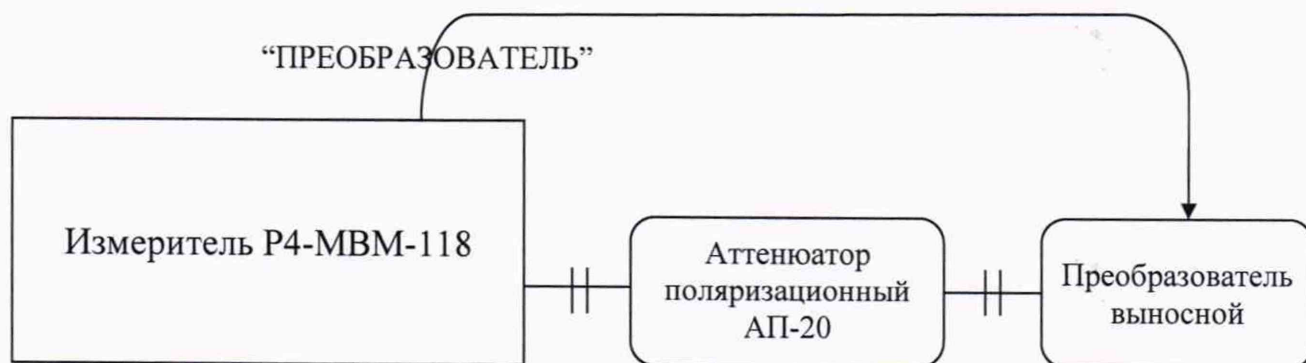 “ПРЕОБРАЗОВАТЕЛЬ”
Измеритель Р4-МВМ-118
Аттенюатор
поляризационный
АП-20
Преобразователь
выносной